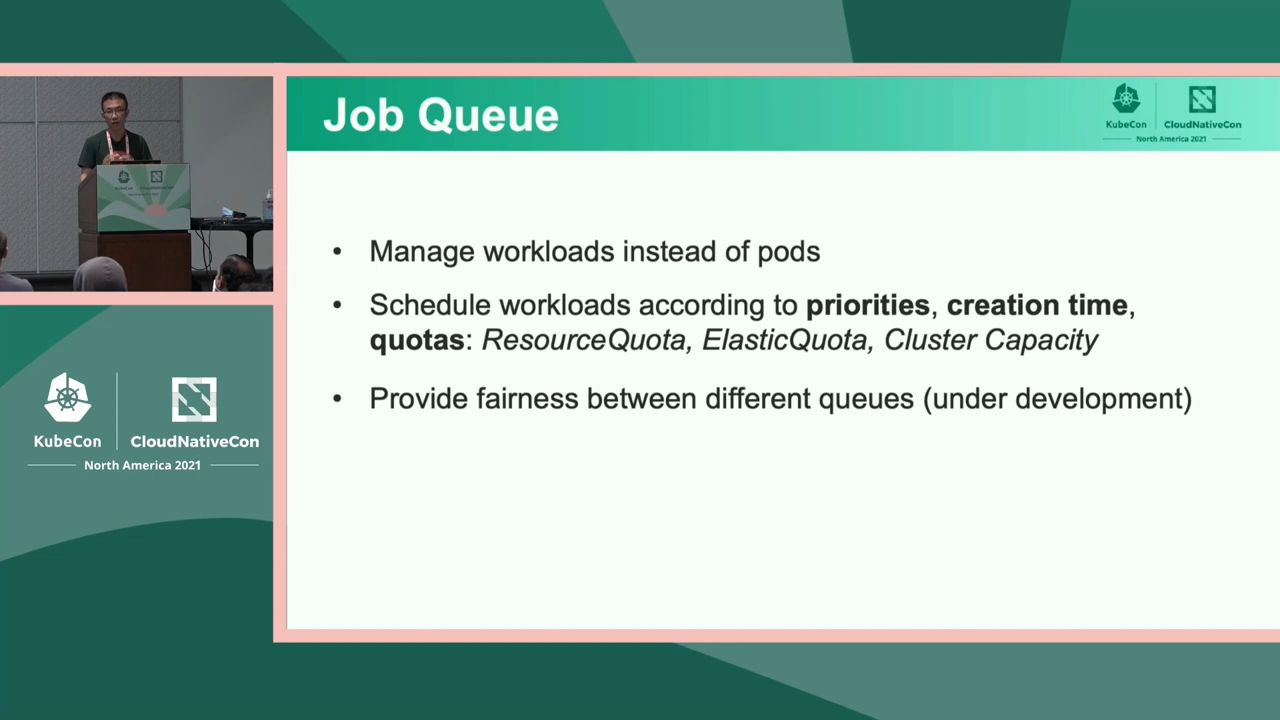 Job Queue
KubeCon
CloudNativeCon
North America 2021
• Manage workloads instead of pods
• Schedule workloads according to priorities, creation time,
quotas: ResourceQuota, ElasticQuota, Cluster Capacity
• Provide fairness between different queues (under development)
KubeCon
CloudNativeCon
North America 2021